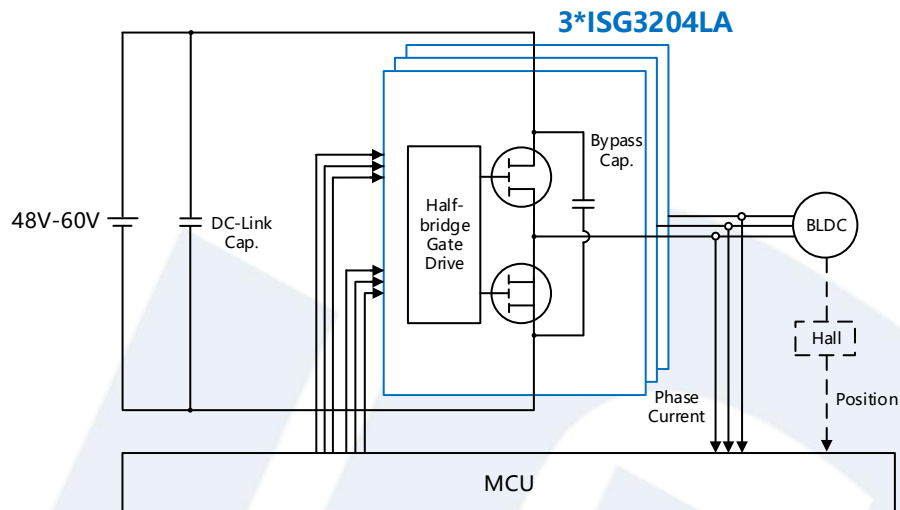 3*ISG3204LA
Bypass
Cap.
48V-60V
DC-Link
Cap.
Half-
bridge
Gate
Drive
BLDC
Hall
Phase
Current
Position
MCU